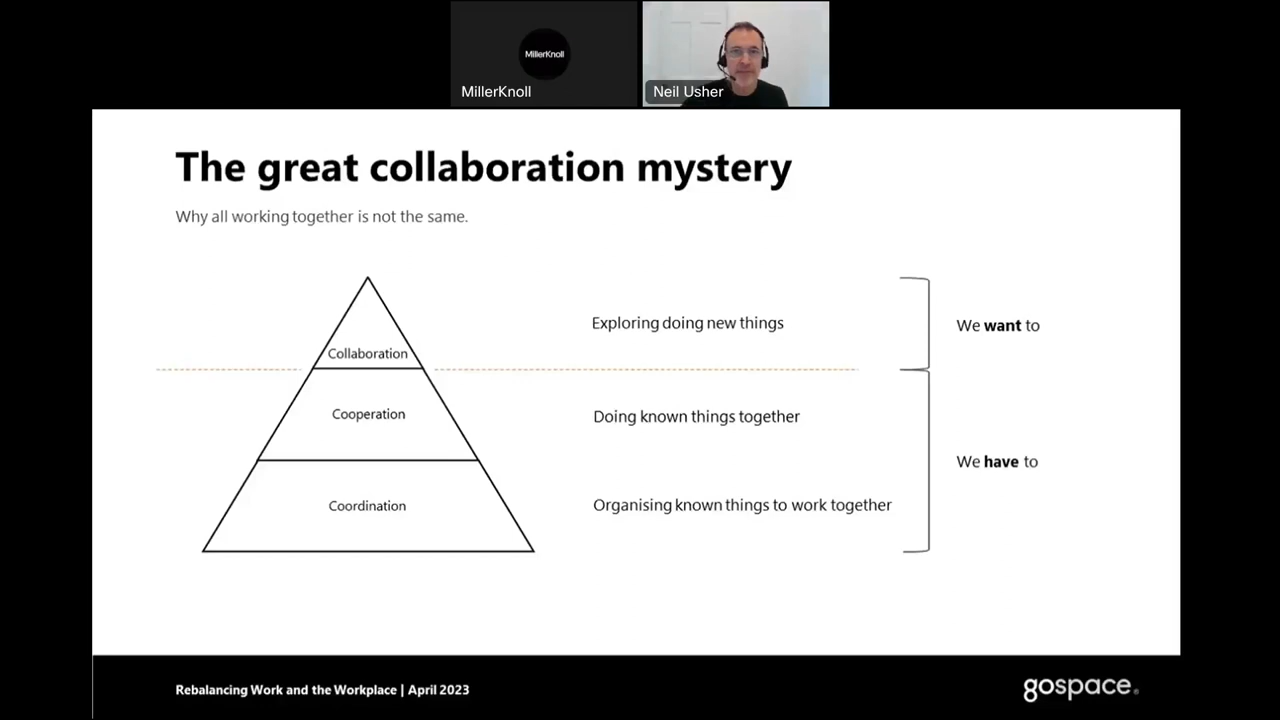 MillerKnoll
MillerKnoll
Neil Usher
The great collaboration mystery
Why all working together is not the same.
Collaboration
Exploring doing new things
We want to
Cooperation
Doing known things together
We have to
Coordination
Organising known things to work together
Rebalancing Work and the Workplace | April 2023
gospace®